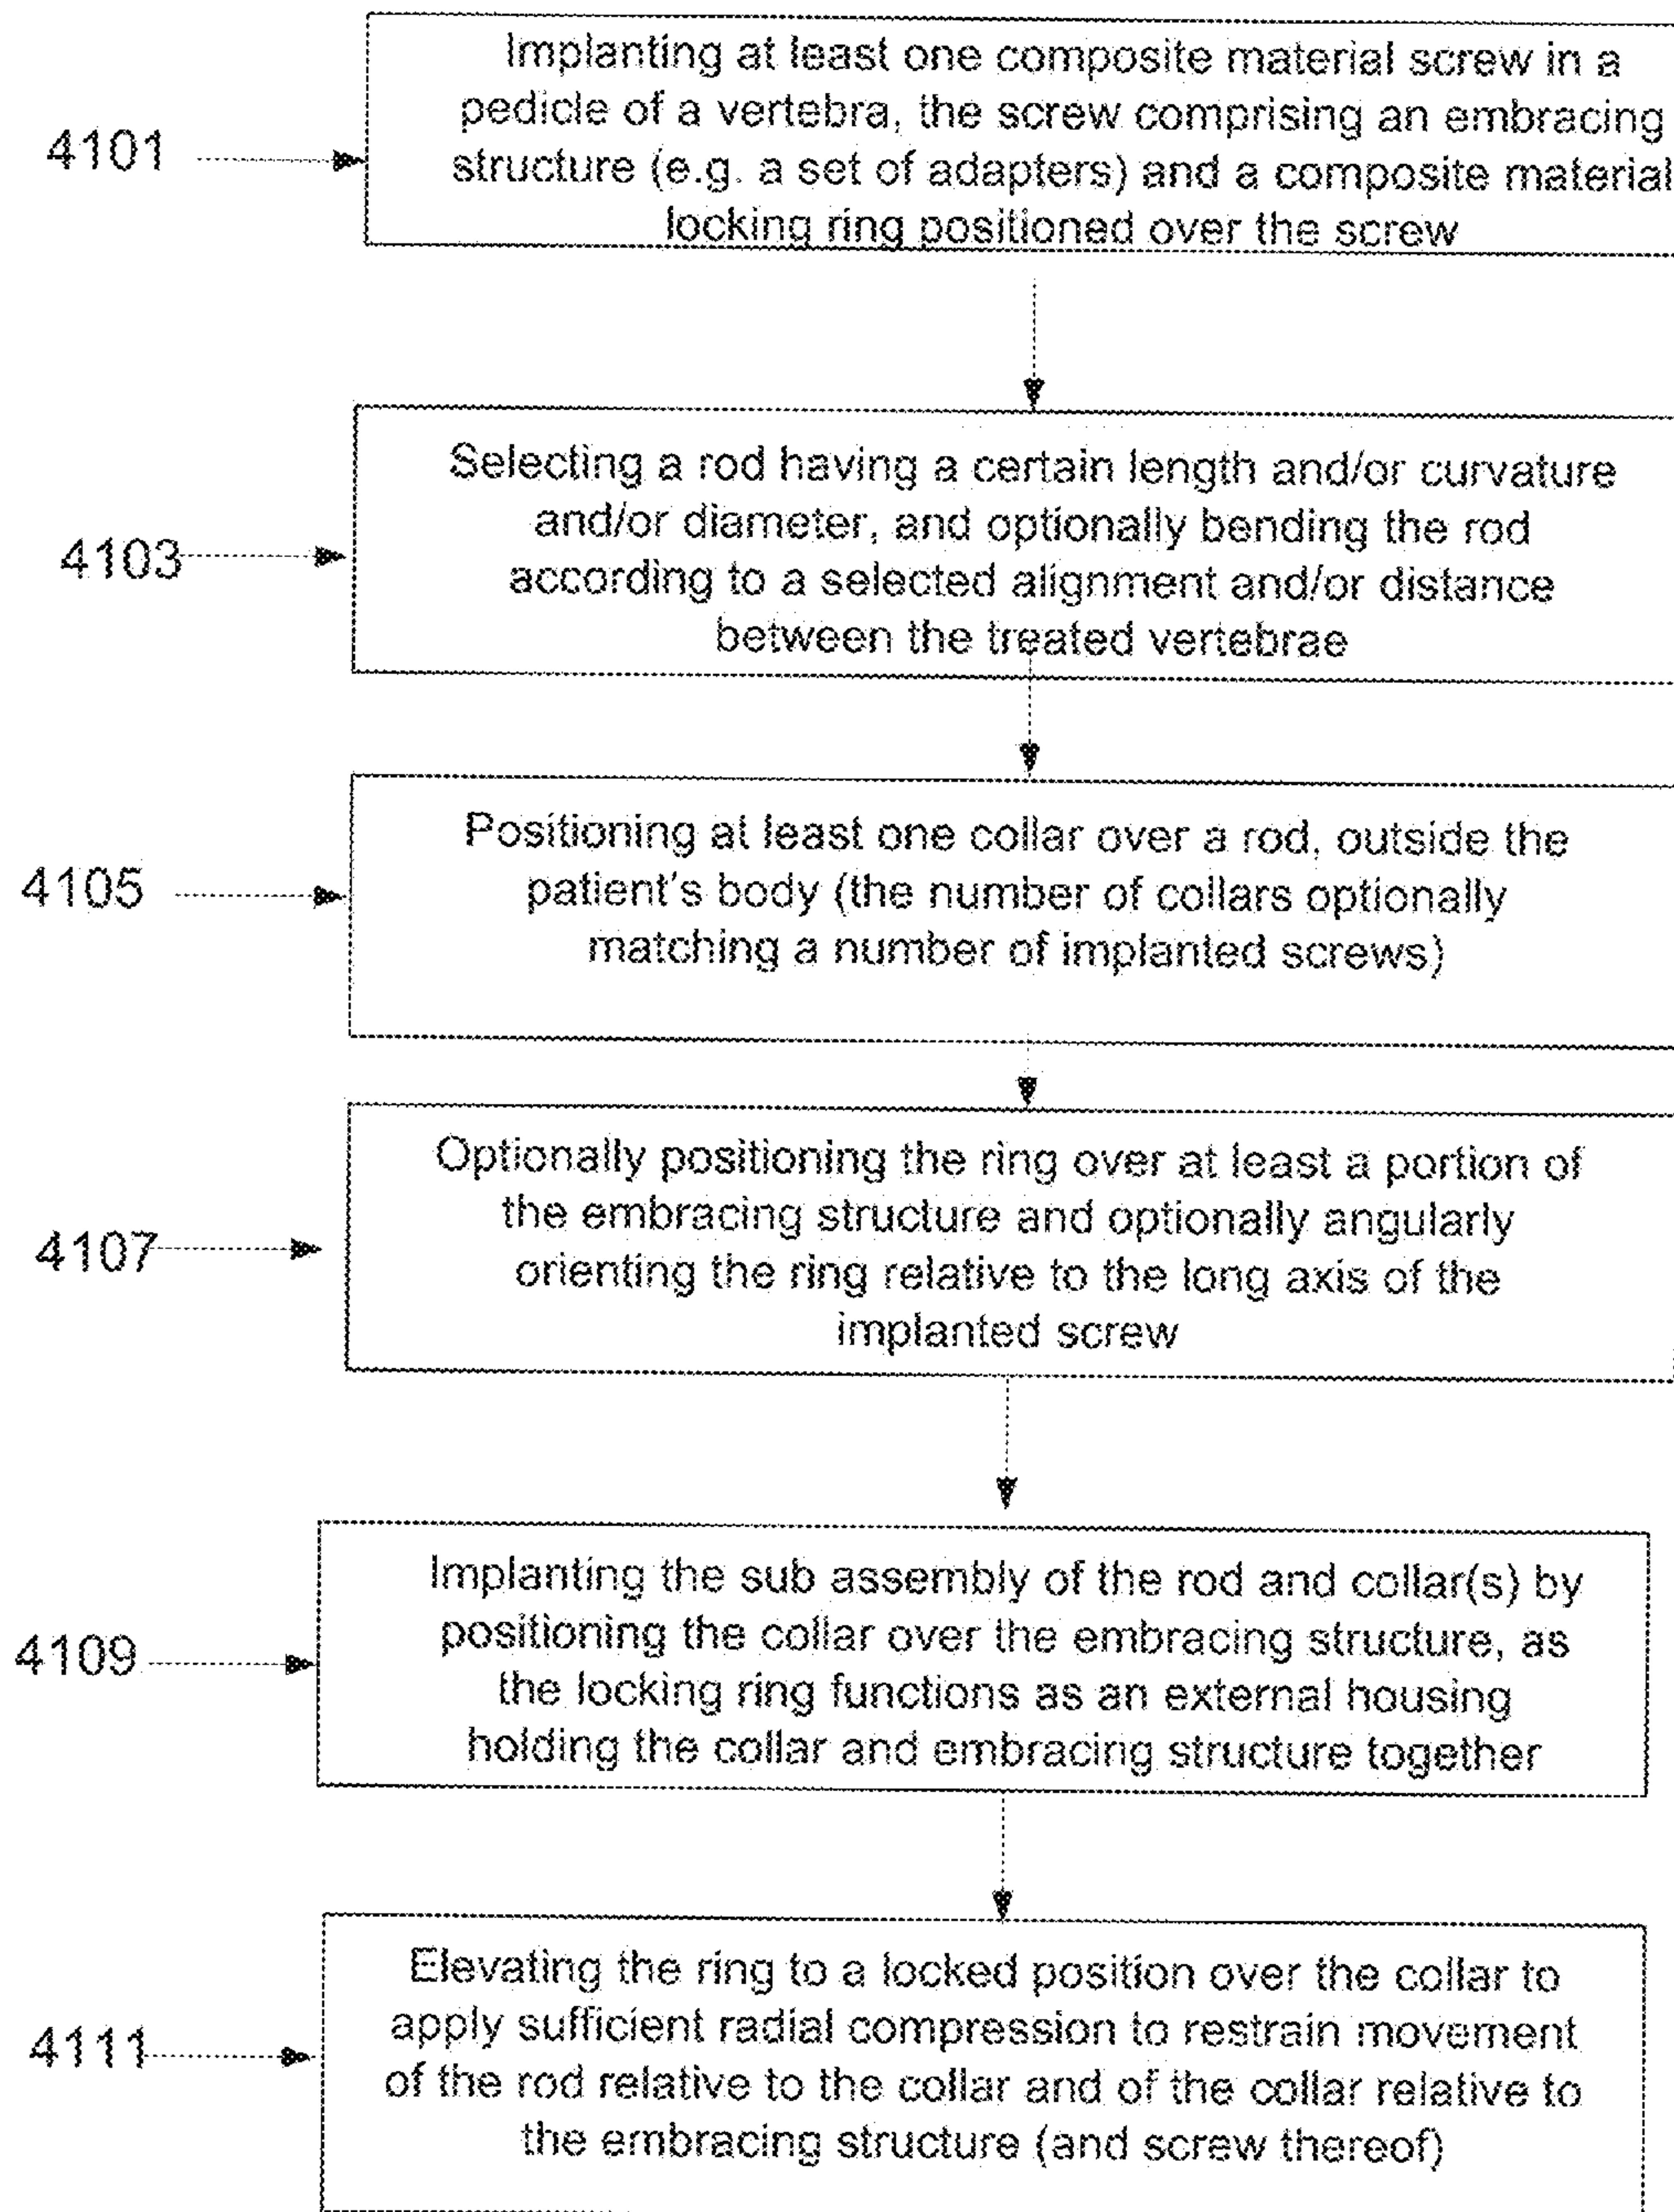 Implanting at least one composite material screw in a
pedicle of a vertebra, the screw comprising an embracing
4101
structure (e.g. a set of adapters) and a composite material
locking ring positioned over the screw
Selecting a rod having a certain length and/or curvature
and/or diameter, and optionally bending the rod
4103
according to a selected alignment and/or distance
between the treated vertebrae
Positioning at least one collar over a rod, outside the
4105
patient's body (the number of collars optionally
matching a number of implanted screws)
Optionally positioning the ring over at least a portion of
the embracing structure and optionally angularly
4107
orienting the ring relative to the long axis of the
implanted screw
Implanting the sub assembly of the rod and collar(s) by
positioning the collar over the embracing structure, as
4109
the locking ring functions as an external housing
holding the collar and embracing structure together
Elevating the ring to a locked position over the collar to
apply sufficient radial compression to restrain movement
4111
of the rod relative to the collar and of the collar relative to
the embracing structure (and screw thereof)